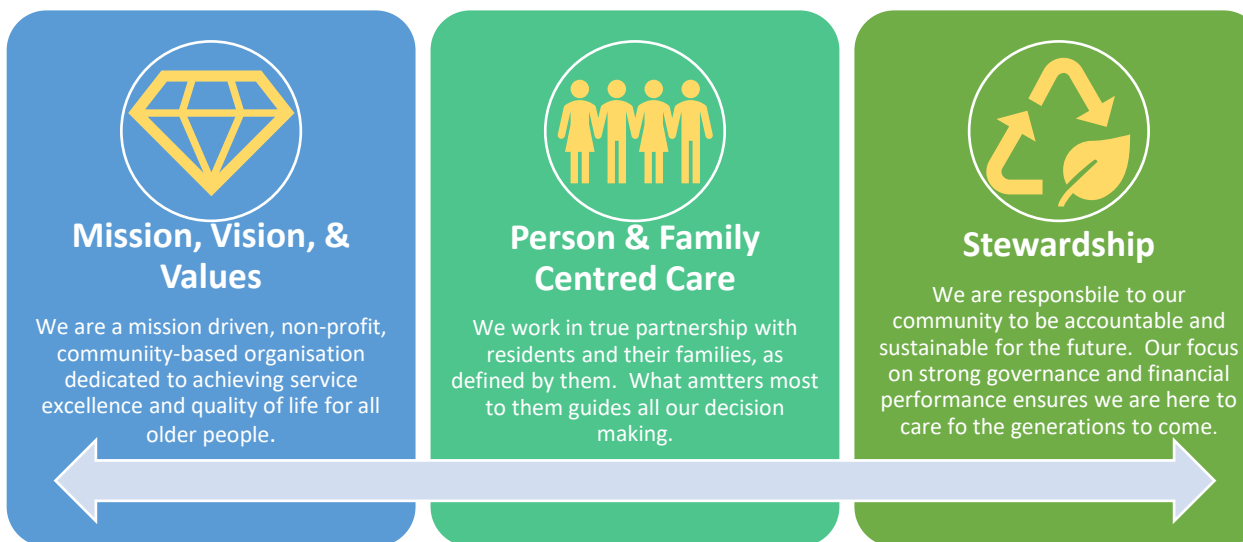 Mission, Vision, &
Values
We are a mission driven, non-profit,
communiity-based organisation
dedicated to achieving service
excellence and quality of life for all
older people.
Person & Family
Centred Care
We work in true partnership with
residents and their families, as
defined by them.  What amtters most
to them guides all our decision
making.
Stewardship
We are responsbile to our
community to be accountable and
sustainable for the future.  Our focus
on strong governance and financial
performance ensures we are here to
care fo the generations to come.